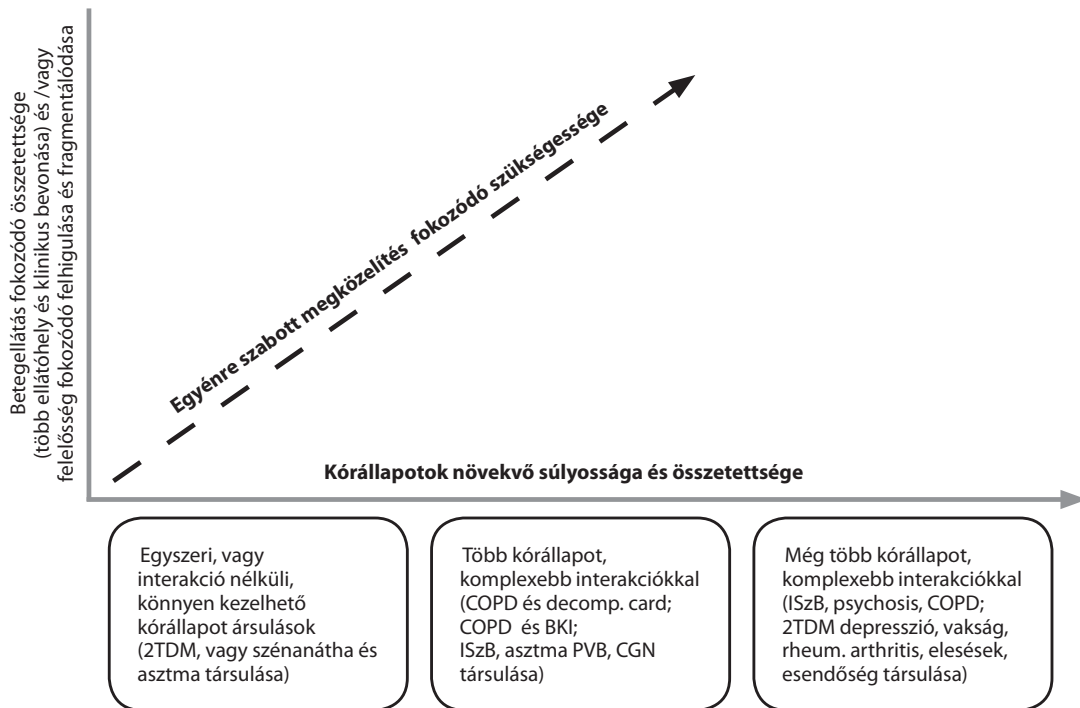 Betegellátás fokozódó összetettsége
(több ellátóhely és klinikus bevonása) és /vagy
felelősség fokozódó felhigulása és fragmentálódása
Egyénre szabott megközelítés fokozódó szükségessége
Kórállapotok növekvő súlyossága és összetettsége
Egyszeri, vagy
interakció nélküli,
könnyen kezelhető
kórállapot ársulások
(2TDM, vagy szénanátha és
asztma társulása)
Több kórállapot,
komplexebb interakciókkal
(COPD és decomp. card;
COPD és BKI;
ISzB, asztma PVB, CGN
társulása)
Még több kórállapot,
komplexebb interakciókkal
(ISzB, psychosis, COPD;
2TDM depresszió, vakság,
rheum. arthritis, elesések,
esendőség társulása)